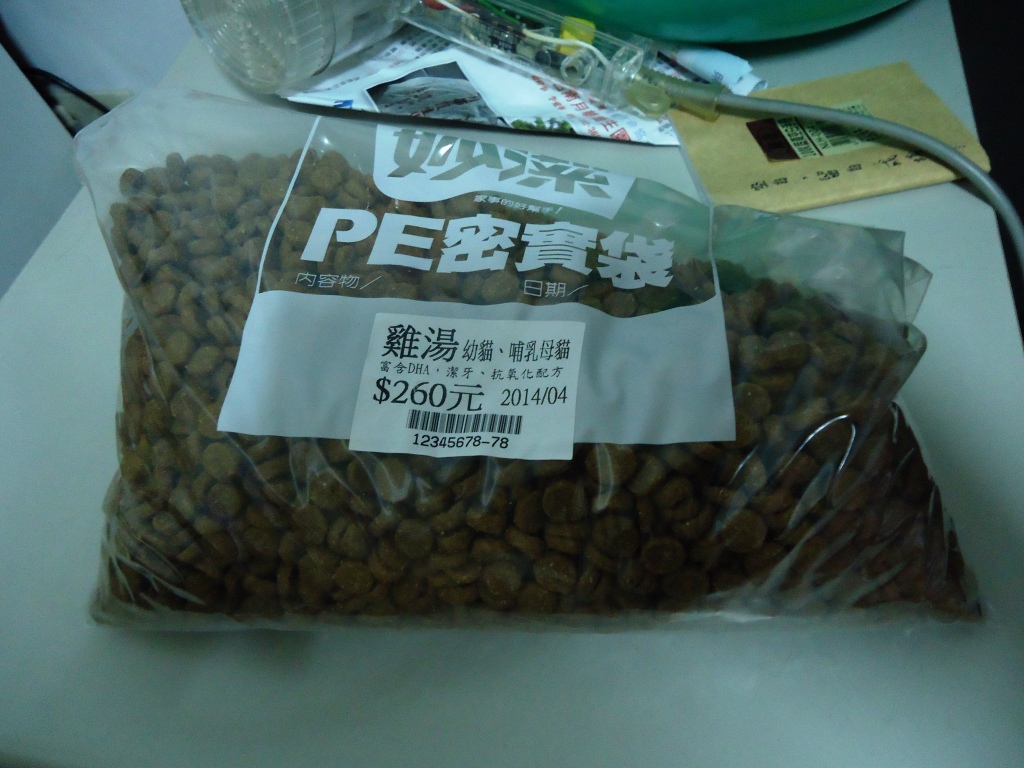 妙潔
家事的好幫手
PE密實袋
內容物/
日期/
雞湯 幼貓、哺乳母貓
富含DHA,潔牙、抗氧化配方
$260元 2014/04
12345678-78